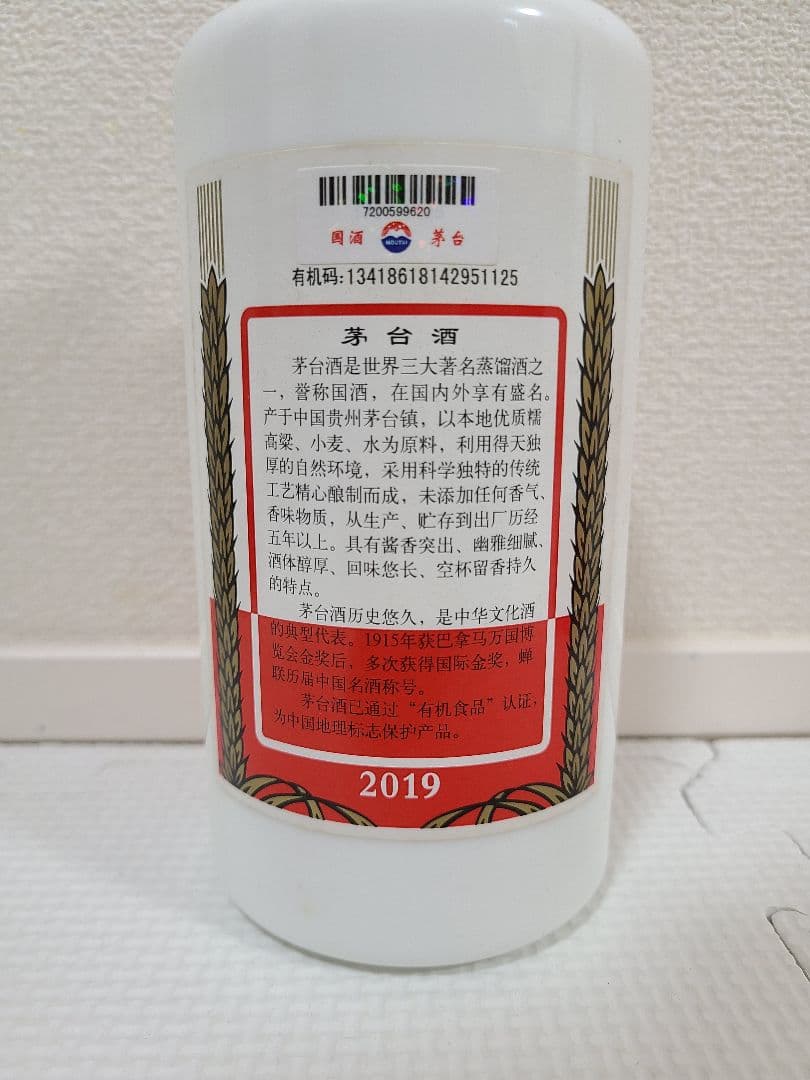 7200599620
国酒 MOUTAI 茅台
有机码:13418618142951125
茅台酒
茅台酒是世界三大著名蒸馏酒之
一，誉称国酒，在国内外享有盛名。
产于中国贵州茅台镇，以本地优质糯
高粱、小麦、水为原料，利用得天独
厚的自然环境，采用科学独特的传统
工艺精心酿制而成，未添加任何香气、
香味物质，从生产、贮存到出厂历经
五年以上。具有酱香突出、幽雅细腻、
酒体醇厚、回味悠长、空杯留香持久
的特点。
茅台酒历史悠久，是中华文化酒
的典型代表。1915年获巴拿马万国博
览会金奖后，多次获得国际金奖，蝉
联历届中国名酒称号。
茅台酒已通过“有机食品”认证，
为中国地理标志保护产品。
2019